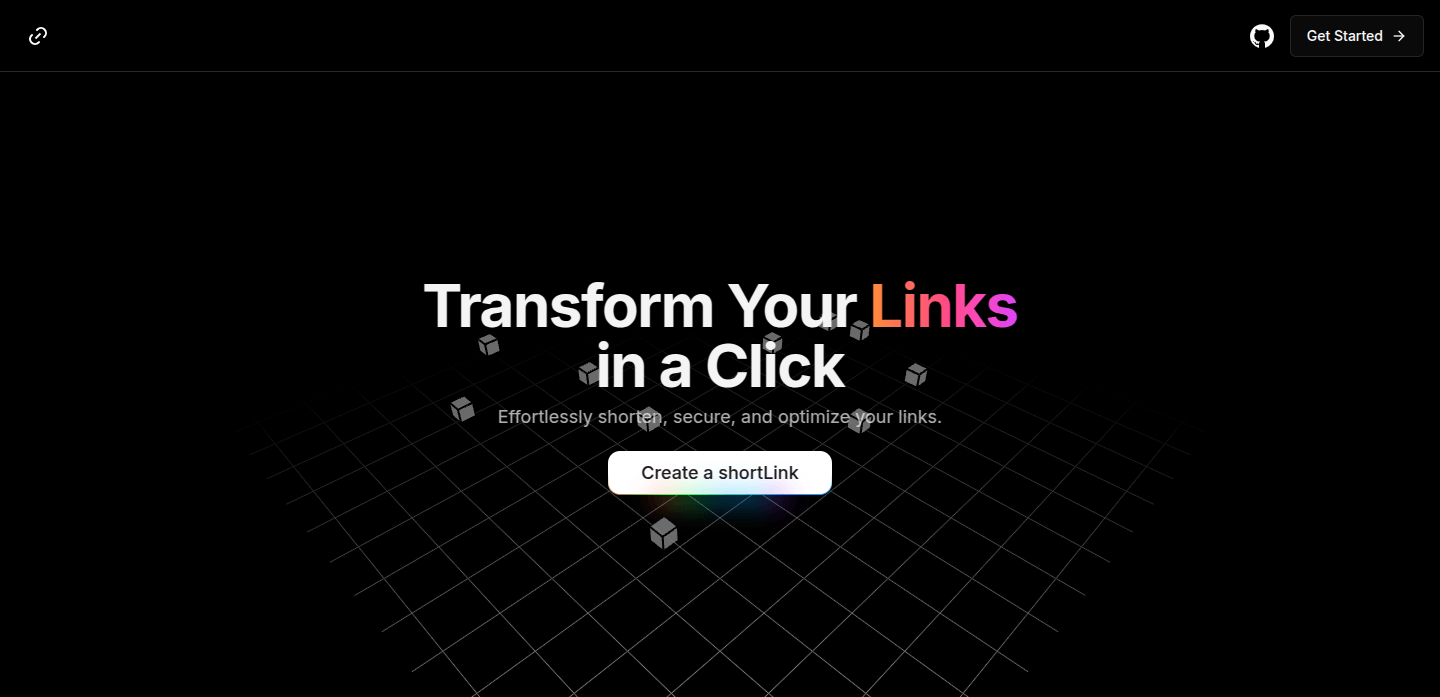 Get Started
Transform Your Links
in a Click
Effortlessly shorten, secure, and optimize your links.
Create a shortLink